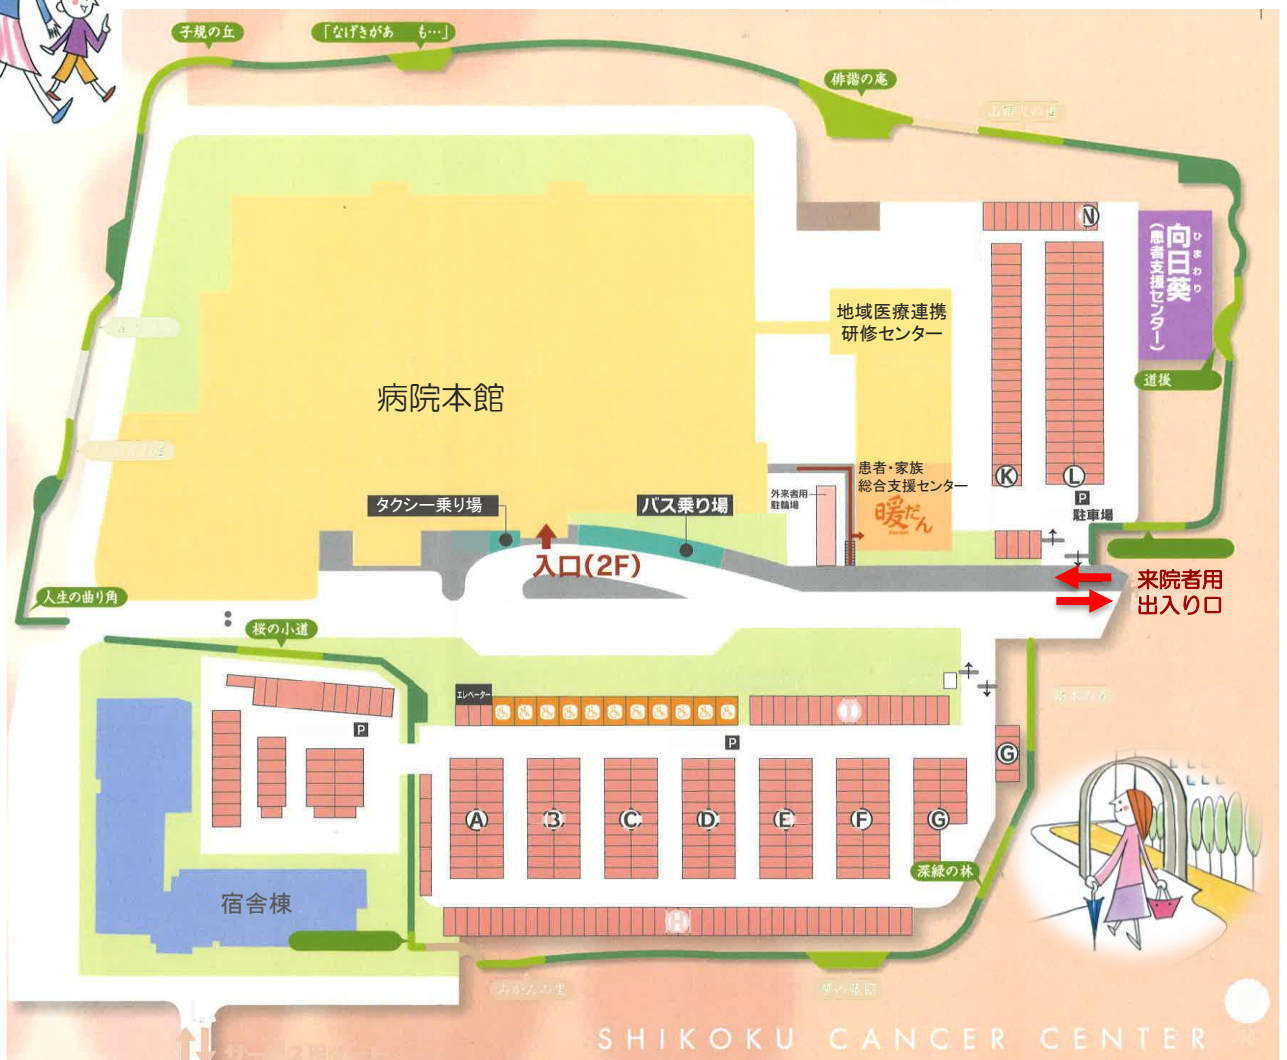 子規の丘
「なげきがあ も…」
俳諧の庵
N
向日葵
ひまわり
(患者支援センター)
地域医療連携
研修センター
道後
病院本館
K
L
P
駐車場
患者・家族
総合支援センター
外来者用
駐輪場
暖だん
タクシー乗り場
バス乗り場
入口(2F)
来院者用
出入り口
人生の曲り角
桜の小道
エレベーター
I
P
P
G
A
B
C
D
E
F
G
深緑の林
宿舎棟
H
みかんの里
SHIKOKU CANCER CENTER